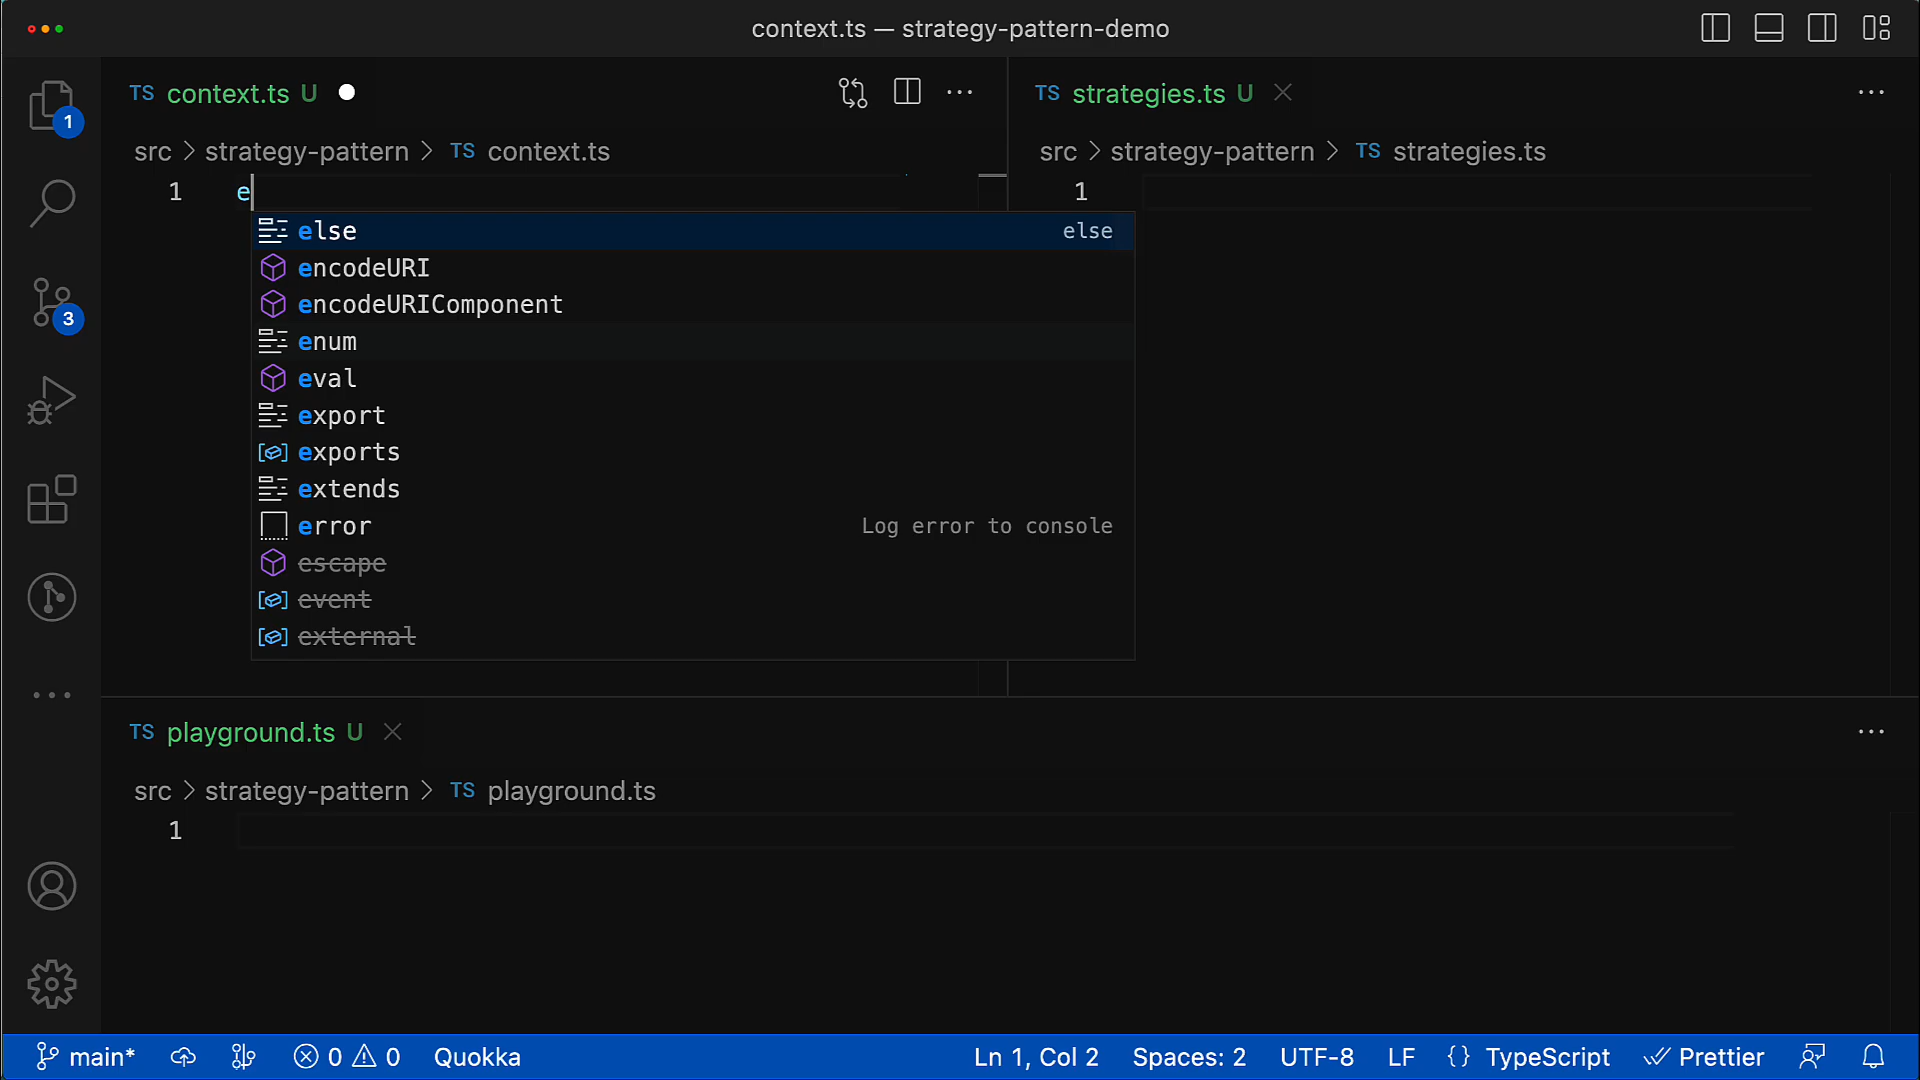 context.ts — strategy-pattern-demo
TS context.ts U
TS strategies.ts U
src > strategy-pattern > TS context.ts
src > strategy-pattern > TS strategies.ts
1 e
1
else else
encodeURI
encodeURIComponent
enum
eval
export
exports
extends
error Log error to console
escape
event
external
1
3
TS playground.ts U
src > strategy-pattern > TS playground.ts
1
main* 0 0 Quokka Ln 1, Col 2 Spaces: 2 UTF-8 LF {} TypeScript Prettier